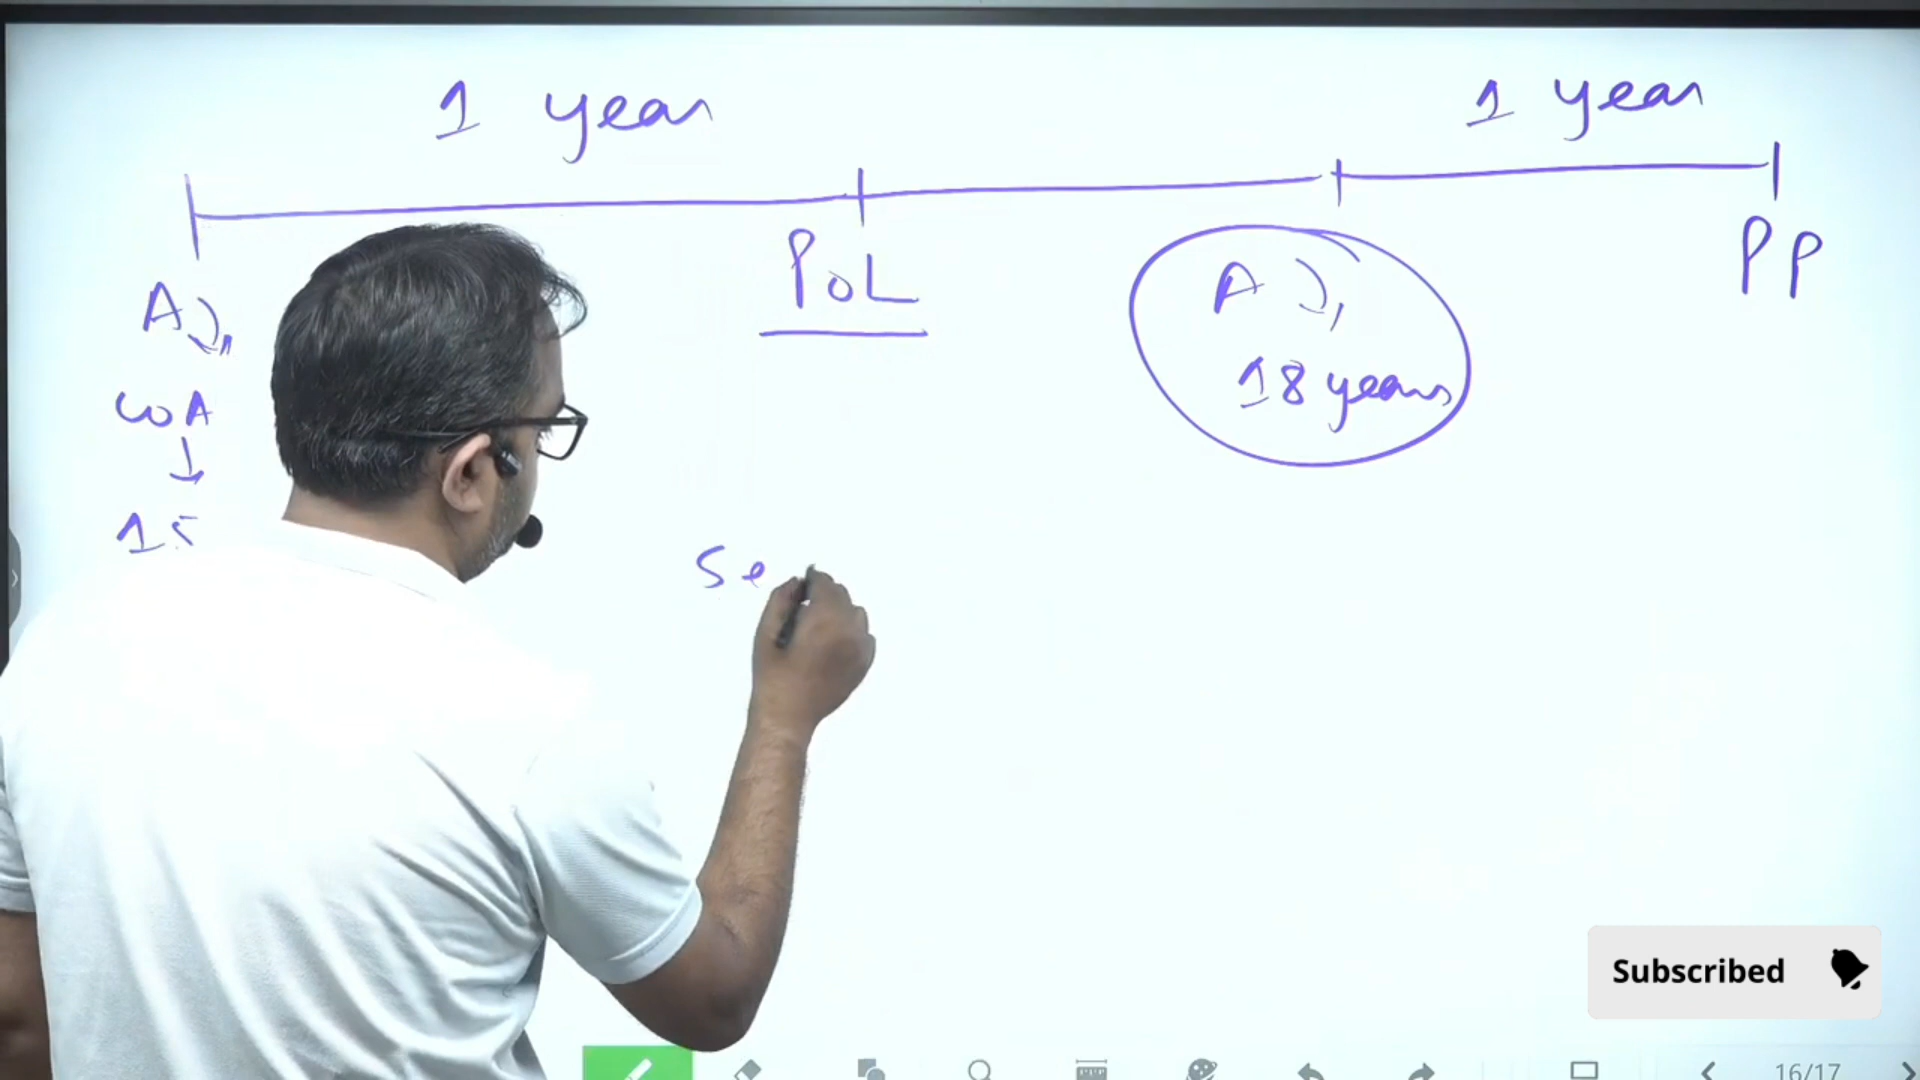 1 year
1 year
PoL
PP
A
A
18 years
WA
15
Se
Subscribed
16/17